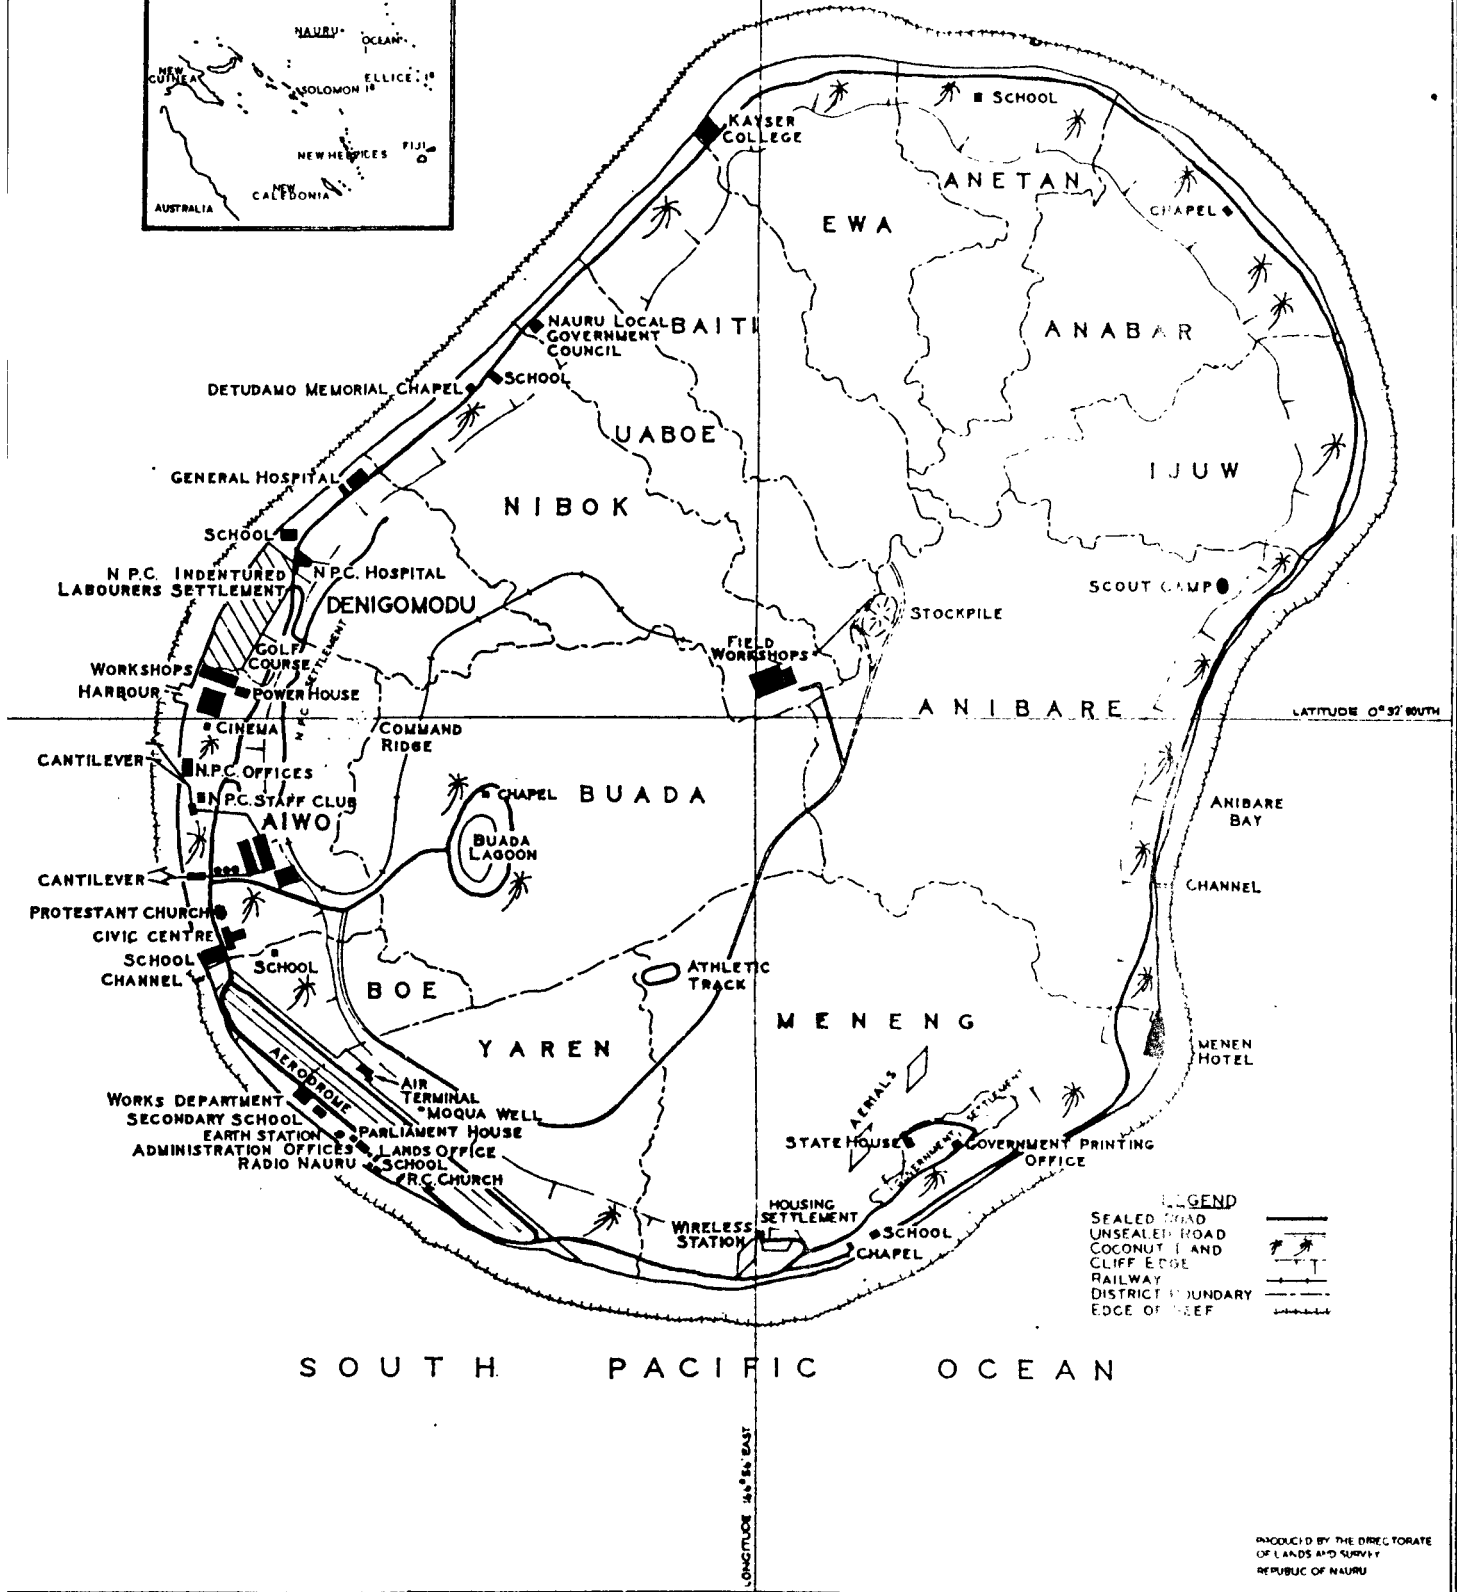 NAURU
OCEAN I
NEW GUINEA
SOLOMON IS
ELLICE IS
NEW HEBRIDES
FIJI
NEW CALEDONIA
AUSTRALIA
KAYSER
COLLEGE
SCHOOL
ANETAN
EWA
CHAPEL
NAURU LOCAL
GOVERNMENT
COUNCIL
BAITI
ANABAR
DETUDAMO MEMORIAL CHAPEL
SCHOOL
UABOE
IJUW
GENERAL HOSPITAL
NIBOK
SCHOOL
N.P.C. INDENTURED
LABOURERS SETTLEMENT
N.P.C. HOSPITAL
DENIGOMODU
SCOUT CAMP
STOCKPILE
GOLF
COURSE
N.P.C. SETTLEMENT
FIELD
WORKSHOPS
WORKSHOPS
HARBOUR
POWER HOUSE
CINEMA
COMMAND
RIDGE
ANIBARE
LATITUDE 0° 32' SOUTH
CANTILEVER
N.P.C. OFFICES
N.P.C. STAFF CLUB
AIWO
CHAPEL
BUADA
BUADA
LAGOON
ANIBARE
BAY
CANTILEVER
CHANNEL
PROTESTANT CHURCH
CIVIC CENTRE
SCHOOL
CHANNEL
SCHOOL
BOE
ATHLETIC
TRACK
MENENG
YAREN
MENEN
HOTEL
AERODROME
AIR
TERMINAL
MOQUA WELL
AERIALS
WORKS DEPARTMENT
SECONDARY SCHOOL
EARTH STATION
PARLIAMENT HOUSE
ADMINISTRATION OFFICES
LANDS OFFICE
RADIO NAURU
SCHOOL
R.C. CHURCH
STATE HOUSE
GOVERNMENT SETTLEMENT
GOVERNMENT PRINTING
OFFICE
HOUSING
SETTLEMENT
WIRELESS
STATION
SCHOOL
CHAPEL
LEGEND
SEALED ROAD
UNSEALED ROAD
COCONUT LAND
CLIFF EDGE
RAILWAY
DISTRICT BOUNDARY
EDGE OF REEF
SOUTH PACIFIC OCEAN
LONGITUDE 166° 56' EAST
PRODUCED BY THE DIRECTORATE
OF LANDS AND SURVEY
REPUBLIC OF NAURU